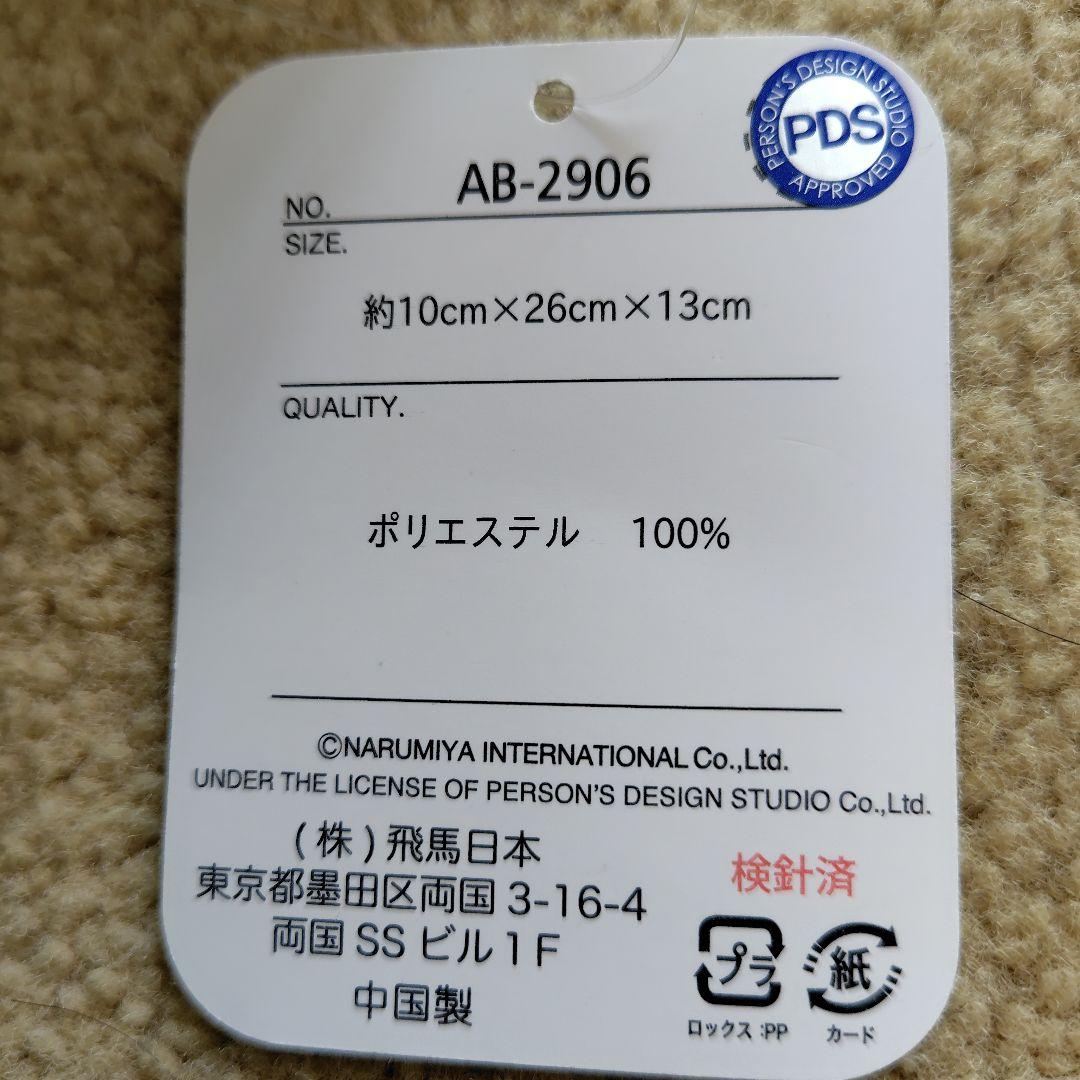 PERSON'S DESIGN STUDIO
PDS
APPROVED
NO. AB-2906
SIZE.
約10cm×26cm×13cm
QUALITY.
ポリエステル 100%
©NARUMIYA INTERNATIONAL Co.,Ltd.
UNDER THE LICENSE OF PERSON'S DESIGN STUDIO Co.,Ltd.
(株)飛馬日本
東京都墨田区両国 3-16-4
両国 SS ビル 1 F
中国製
検針済
プラ
ロックス:PP
紙
カード